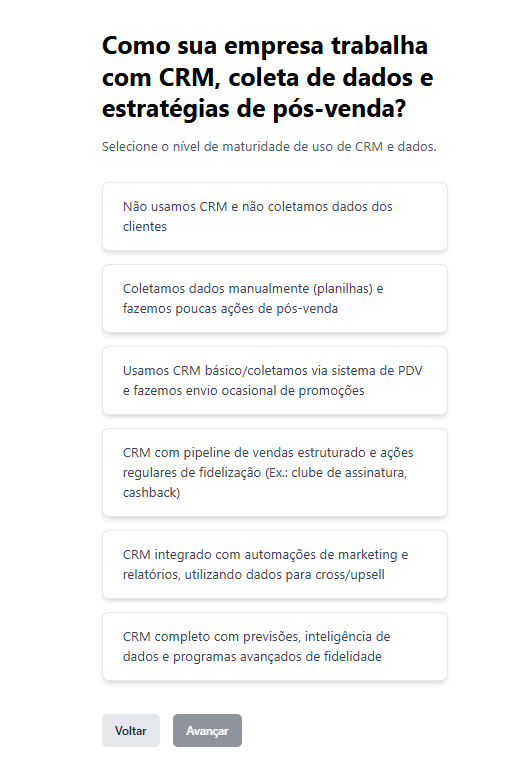 Como sua empresa trabalha
com CRM, coleta de dados e
estratégias de pós-venda?
Selecione o nível de maturidade de uso de CRM e dados.
Não usamos CRM e não coletamos dados dos
clientes
Coletamos dados manualmente (planilhas) e
fazemos poucas ações de pós-venda
Usamos CRM básico/coletamos via sistema de PDV
e fazemos envio ocasional de promoções
CRM com pipeline de vendas estruturado e ações
regulares de fidelização (Ex.: clube de assinatura,
cashback)
CRM integrado com automações de marketing e
relatórios, utilizando dados para cross/upsell
CRM completo com previsões, inteligência de
dados e programas avançados de fidelidade
Voltar
Avançar